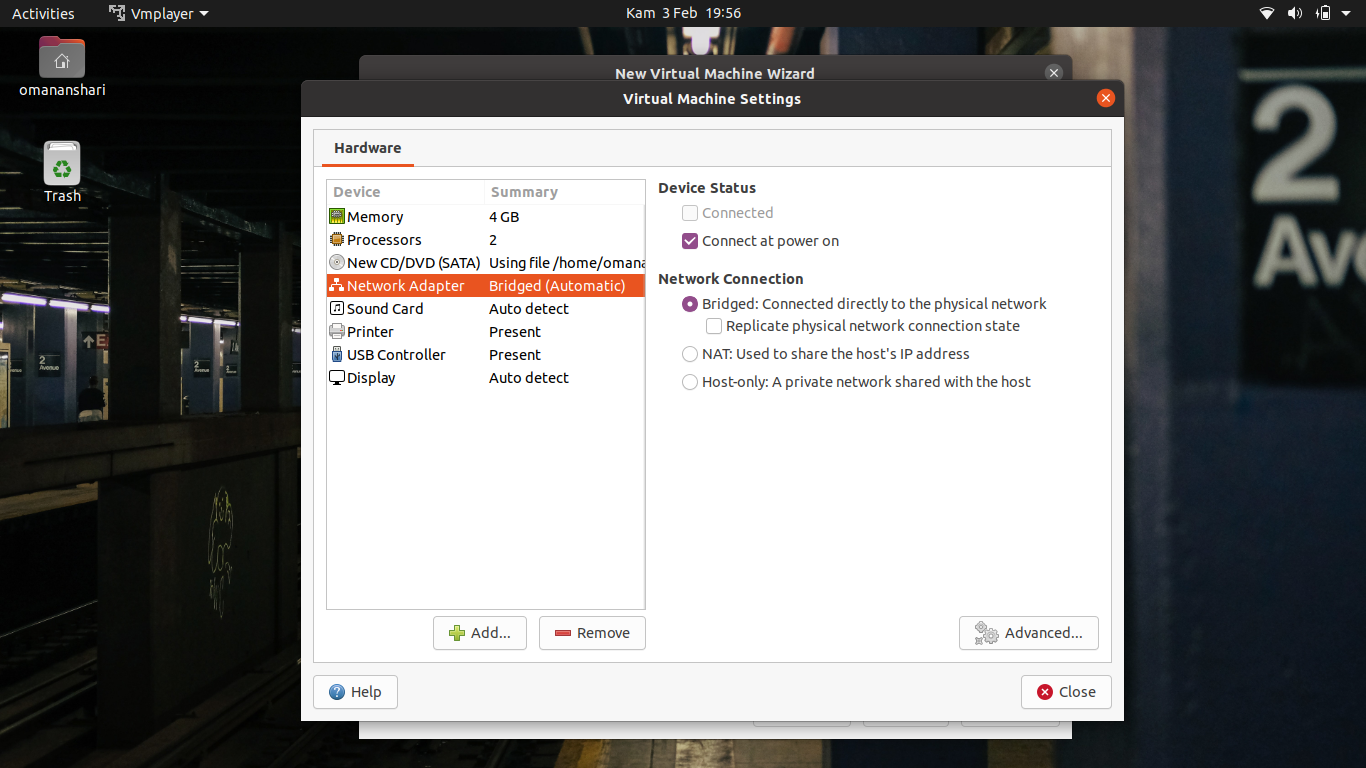 Activities Vmplayer Kam 3 Feb 19:56
omananshari
Trash
New Virtual Machine Wizard
Virtual Machine Settings
Hardware
Device Summary
Memory 4 GB
Processors 2
New CD/DVD (SATA) Using file /home/omana
Network Adapter Bridged (Automatic)
Sound Card Auto detect
Printer Present
USB Controller Present
Display Auto detect
Add...
Remove
Device Status
Connected
Connect at power on
Network Connection
Bridged: Connected directly to the physical network
Replicate physical network connection state
NAT: Used to share the host's IP address
Host-only: A private network shared with the host
Advanced...
Help
Close
2
Ave
2
Avenue
2
Avenue
E